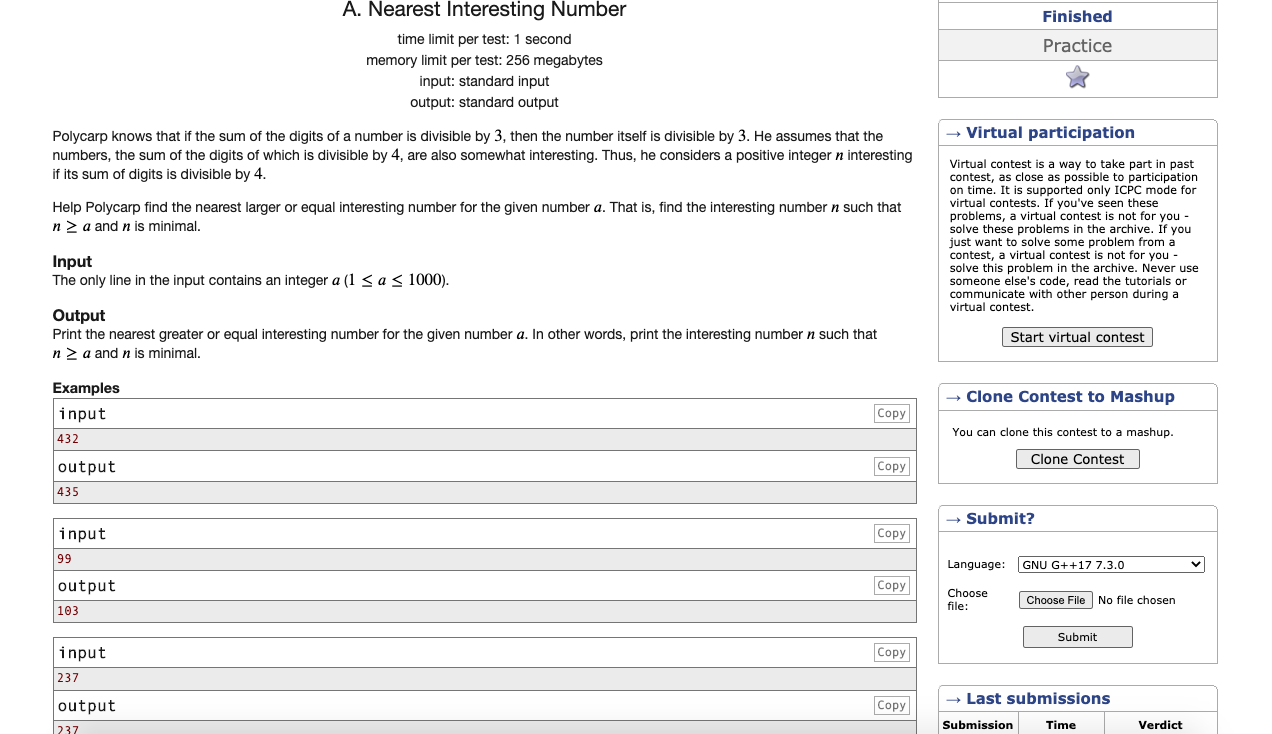 A. Nearest Interesting Number
time limit per test: 1 second
memory limit per test: 256 megabytes
input: standard input
output: standard output
Polycarp knows that if the sum of the digits of a number is divisible by 3, then the number itself is divisible by 3. He assumes that the
numbers, the sum of the digits of which is divisible by 4, are also somewhat interesting. Thus, he considers a positive integer n interesting
if its sum of digits is divisible by 4.
Help Polycarp find the nearest larger or equal interesting number for the given number a. That is, find the interesting number n such that
n ≥ a and n is minimal.
Input
The only line in the input contains an integer a (1 ≤ a ≤ 1000).
Output
Print the nearest greater or equal interesting number for the given number a. In other words, print the interesting number n such that
n ≥ a and n is minimal.
Examples
input Copy
432
output Copy
435
input Copy
99
output Copy
103
input Copy
237
output Copy
237
Finished
Practice
→ Virtual participation
Virtual contest is a way to take part in past
contest, as close as possible to participation
on time. It is supported only ICPC mode for
virtual contests. If you've seen these
problems, a virtual contest is not for you -
solve these problems in the archive. If you
just want to solve some problem from a
contest, a virtual contest is not for you -
solve this problem in the archive. Never use
someone else's code, read the tutorials or
communicate with other person during a
virtual contest.
Start virtual contest
→ Clone Contest to Mashup
You can clone this contest to a mashup.
Clone Contest
→ Submit?
Language: GNU G++17 7.3.0
Choose
file: Choose File No file chosen
Submit
→ Last submissions
Submission Time Verdict